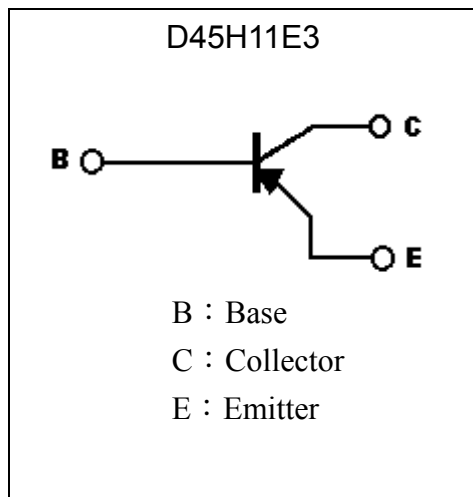 D45H11E3
C
B
E
B：Base
C：Collector
E：Emitter